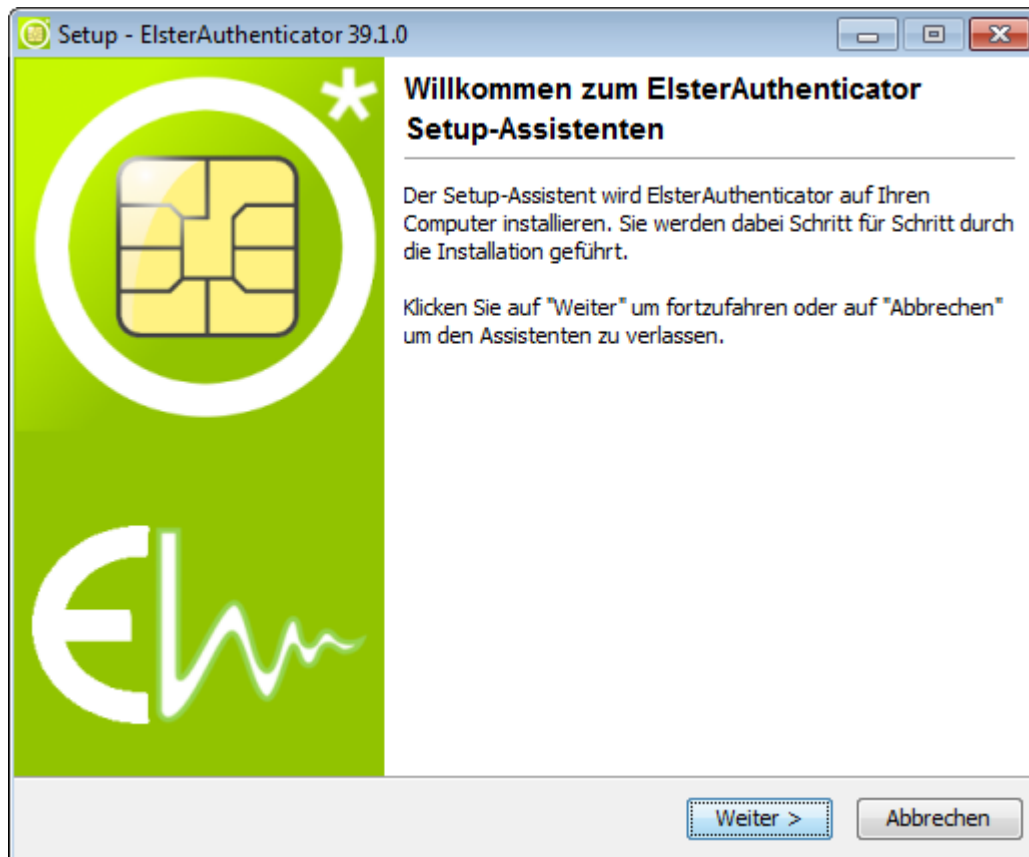 Setup - ElsterAuthenticator 39.1.0
Willkommen zum ElsterAuthenticator
Setup-Assistenten
Der Setup-Assistent wird ElsterAuthenticator auf Ihren
Computer installieren. Sie werden dabei Schritt für Schritt durch
die Installation geführt.
Klicken Sie auf "Weiter" um fortzufahren oder auf "Abbrechen"
um den Assistenten zu verlassen.
Weiter >
Abbrechen